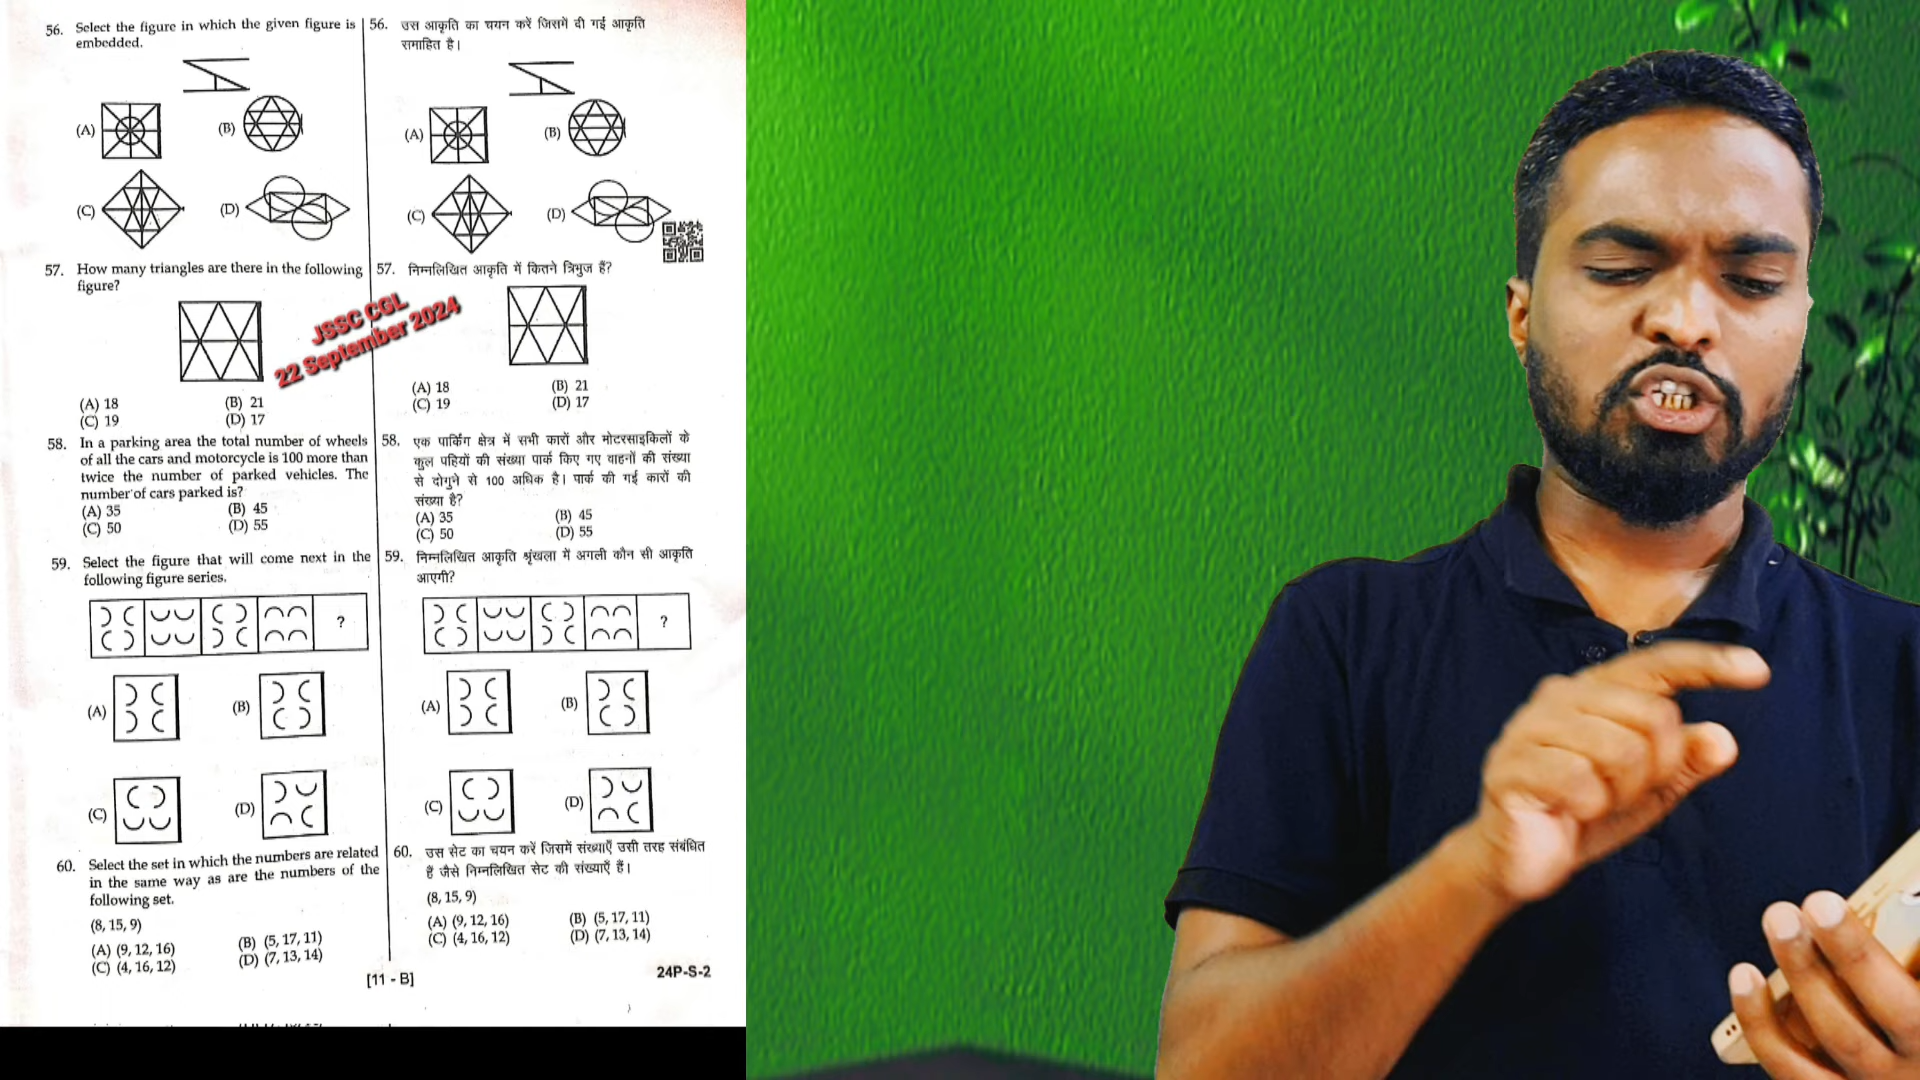 56. Select the figure in which the given figure is
embedded.
(A)
(B)
(C)
(D)
57. How many triangles are there in the following
figure?
(A) 18
(B) 21
(C) 19
(D) 17
58. In a parking area the total number of wheels
of all the cars and motorcycle is 100 more than
twice the number of parked vehicles. The
number of cars parked is?
(A) 35
(B) 45
(C) 50
(D) 55
59. Select the figure that will come next in the
following figure series.
?
(A)
(B)
(C)
(D)
60. Select the set in which the numbers are related
in the same way as are the numbers of the
following set.
(8, 15, 9)
(A) (9, 12, 16)
(B) (5, 17, 11)
(C) (4, 16, 12)
(D) (7, 13, 14)
56. उस आकृति का चयन करें जिसमें दी गई आकृति
समाहित है।
(A)
(B)
(C)
(D)
57. निम्नलिखित आकृति में कितने त्रिभुज हैं?
JSSC CGL
22 September 2024
(A) 18
(B) 21
(C) 19
(D) 17
58. एक पार्किंग क्षेत्र में सभी कारों और मोटरसाइकिलों के
कुल पहियों की संख्या पार्क किए गए वाहनों की संख्या
से दोगुने से 100 अधिक है। पार्क की गई कारों की
संख्या है?
(A) 35
(B) 45
(C) 50
(D) 55
59. निम्नलिखित आकृति श्रृंखला में अगली कौन सी आकृति
आएगी?
?
(A)
(B)
(C)
(D)
60. उस सेट का चयन करें जिसमें संख्याएँ उसी तरह संबंधित
हैं जैसे निम्नलिखित सेट की संख्याएँ हैं।
(8, 15, 9)
(A) (9, 12, 16)
(B) (5, 17, 11)
(C) (4, 16, 12)
(D) (7, 13, 14)
[11 - B]
24P-S-2